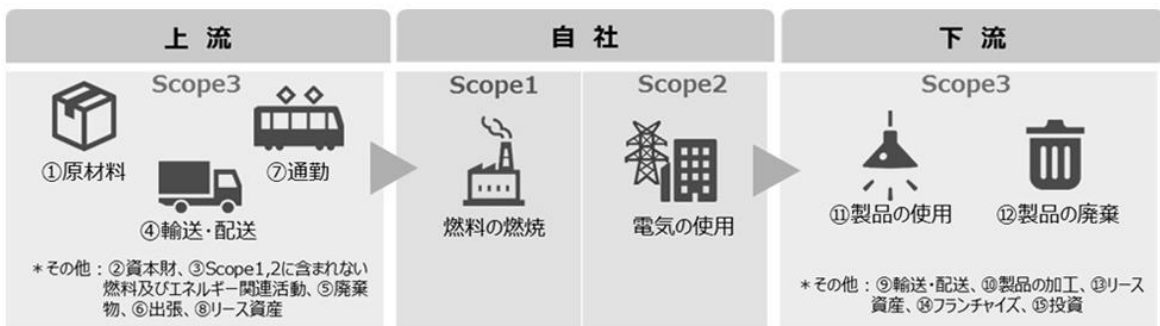 上 流
自 社
下 流
Scope3
①原材料
⑦通勤
④輸送・配送
＊その他：②資本財、③Scope1,2に含まれない
燃料及びエネルギー関連活動、⑤廃棄
物、⑥出張、⑧リース資産
Scope1
燃料の燃焼
Scope2
電気の使用
Scope3
⑪製品の使用
⑫製品の廃棄
＊その他：⑨輸送・配送、⑩製品の加工、⑬リース
資産、⑭フランチャイズ、⑮投資